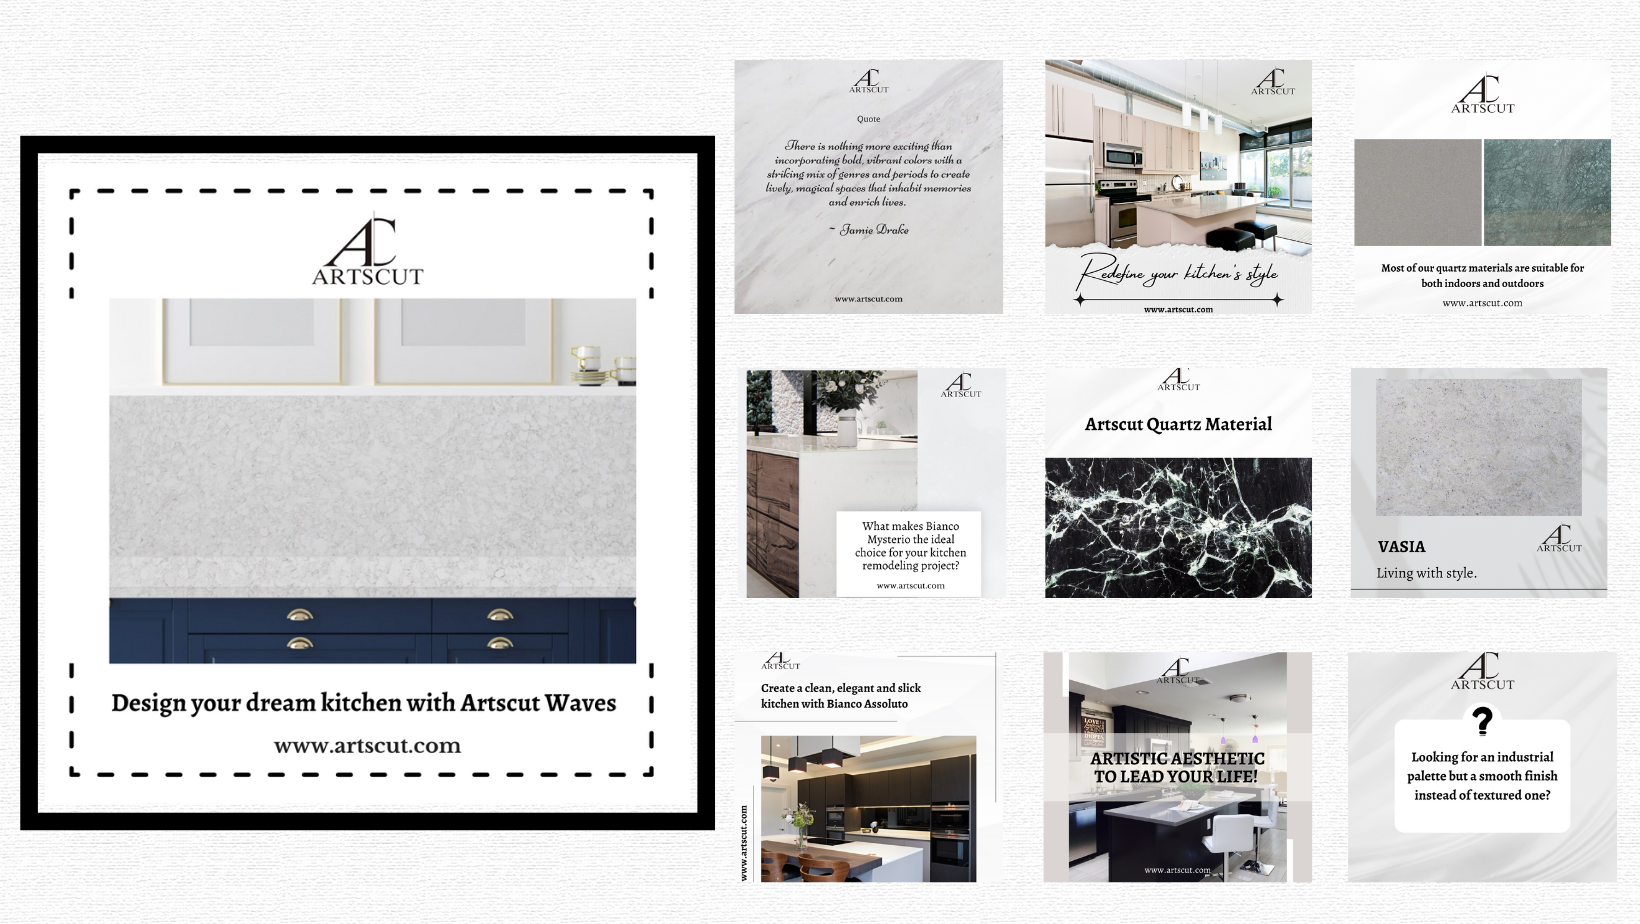 AC
ARTSCUT
Design your dream kitchen with Artscut Waves
www.artscut.com
AC
ARTSCUT
Quote
There is nothing more exciting than
incorporating bold, vibrant colors with a
striking mix of genres and periods to create
lively, magical spaces that inhabit memories
and enrich lives.
~ Jamie Drake
www.artscut.com
AC
ARTSCUT
Redefine your kitchen's style
www.artscut.com
AC
ARTSCUT
Most of our quartz materials are suitable for
both indoors and outdoors
www.artscut.com
AC
ARTSCUT
What makes Bianco
Mysterio the ideal
choice for your kitchen
remodeling project?
www.artscut.com
AC
ARTSCUT
Artscut Quartz Material
VASIA
Living with style.
AC
ARTSCUT
AC
ARTSCUT
Create a clean, elegant and slick
kitchen with Bianco Assoluto
www.artscut.com
AC
ARTSCUT
LOVE
ARTISTIC AESTHETIC
TO LEAD YOUR LIFE!
www.artscut.com
AC
ARTSCUT
?
Looking for an industrial
palette but a smooth finish
instead of textured one?